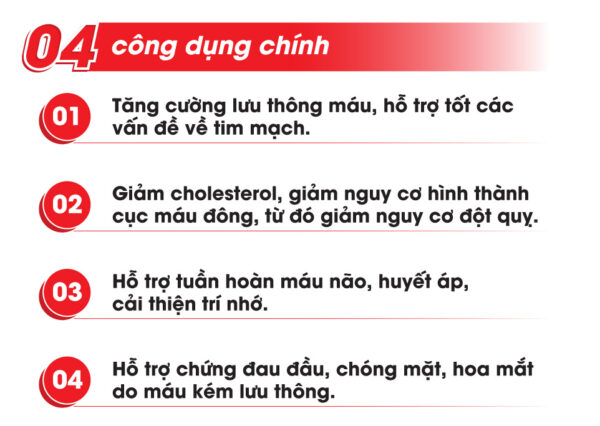 04 công dụng chính
01 Tăng cường lưu thông máu, hỗ trợ tốt các
vấn đề về tim mạch.
02 Giảm cholesterol, giảm nguy cơ hình thành
cục máu đông, từ đó giảm nguy cơ đột quỵ.
03 Hỗ trợ tuần hoàn máu não, huyết áp,
cải thiện trí nhớ.
04 Hỗ trợ chứng đau đầu, chóng mặt, hoa mắt
do máu kém lưu thông.